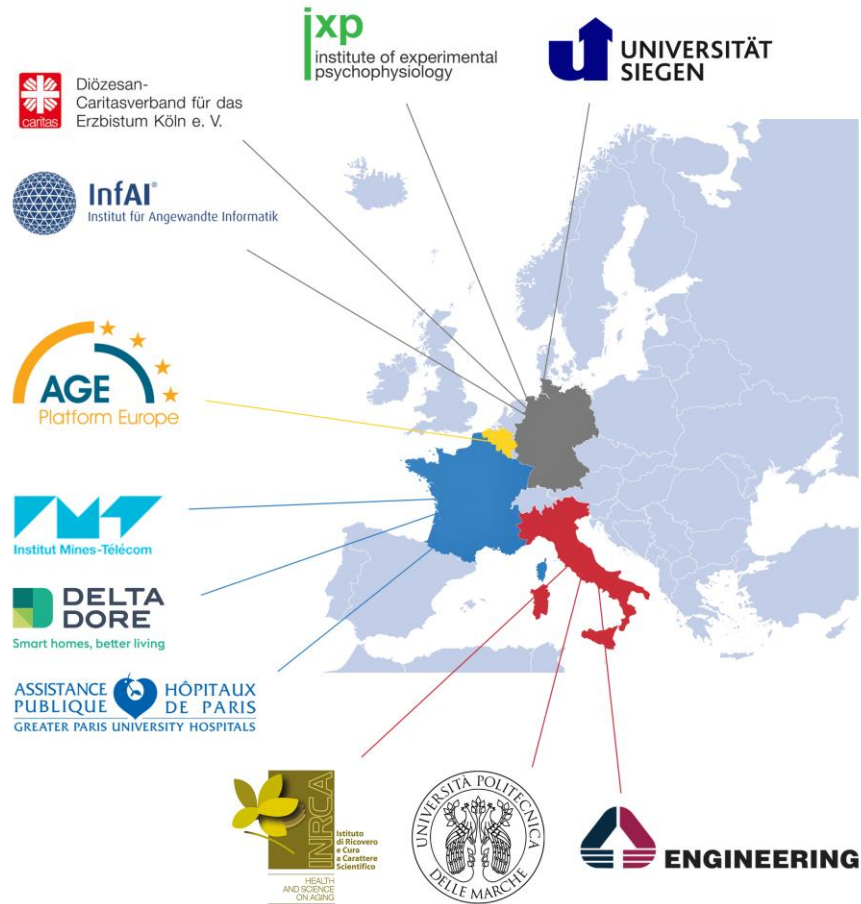 ixp
institute of experimental
psychophysiology
UNIVERSITÄT
SIEGEN
Diözesan-
Caritasverband für das
Erzbistum Köln e. V.
caritas
InfAI®
Institut für Angewandte Informatik
AGE
Platform Europe
Institut Mines-Télécom
DELTA
DORE
Smart homes, better living
ASSISTANCE HÔPITAUX
PUBLIQUE DE PARIS
GREATER PARIS UNIVERSITY HOSPITALS
INRCA
Istituto
di Ricovero
e Cura
a Carattere
Scientifico
HEALTH
AND SCIENCE
ON AGING
UNIVERSITÀ POLITECNICA
DELLE MARCHE
ENGINEERING